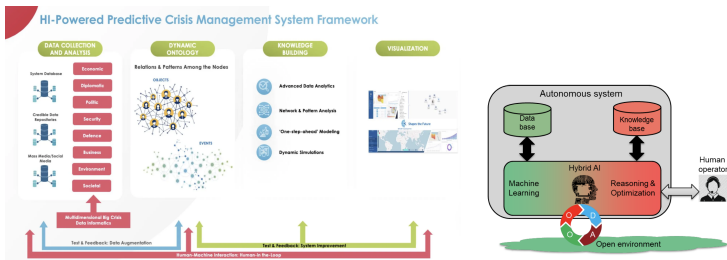 HI-Powered Predictive Crisis Management System Framework
DATA COLLECTION
AND ANALYSIS
System Database
Credible Data
Repositories
Mass Media/Social
Media
Economic
Diplomatic
Politic
Security
Defence
Business
Environment
Societal
Multidimensional Big Crisis
Data Informatics
DYNAMIC
ONTOLOGY
Relations & Patterns Among the Nodes
OBJECTS
EVENTS
KNOWLEDGE
BUILDING
Advanced Data Analytics
Network & Pattern Analysis
'One-step-ahead' Modeling
Dynamic Simulations
VISUALIZATION
Test & Feedback: Data Augmentation
Test & Feedback: System Improvement
Human-Machine Interaction: Human-in-the-Loop
Autonomous system
Data
base
Knowledge
base
Hybrid AI
Machine
Learning
Reasoning &
Optimization
Human
operator
O
D
O
A
Open environment